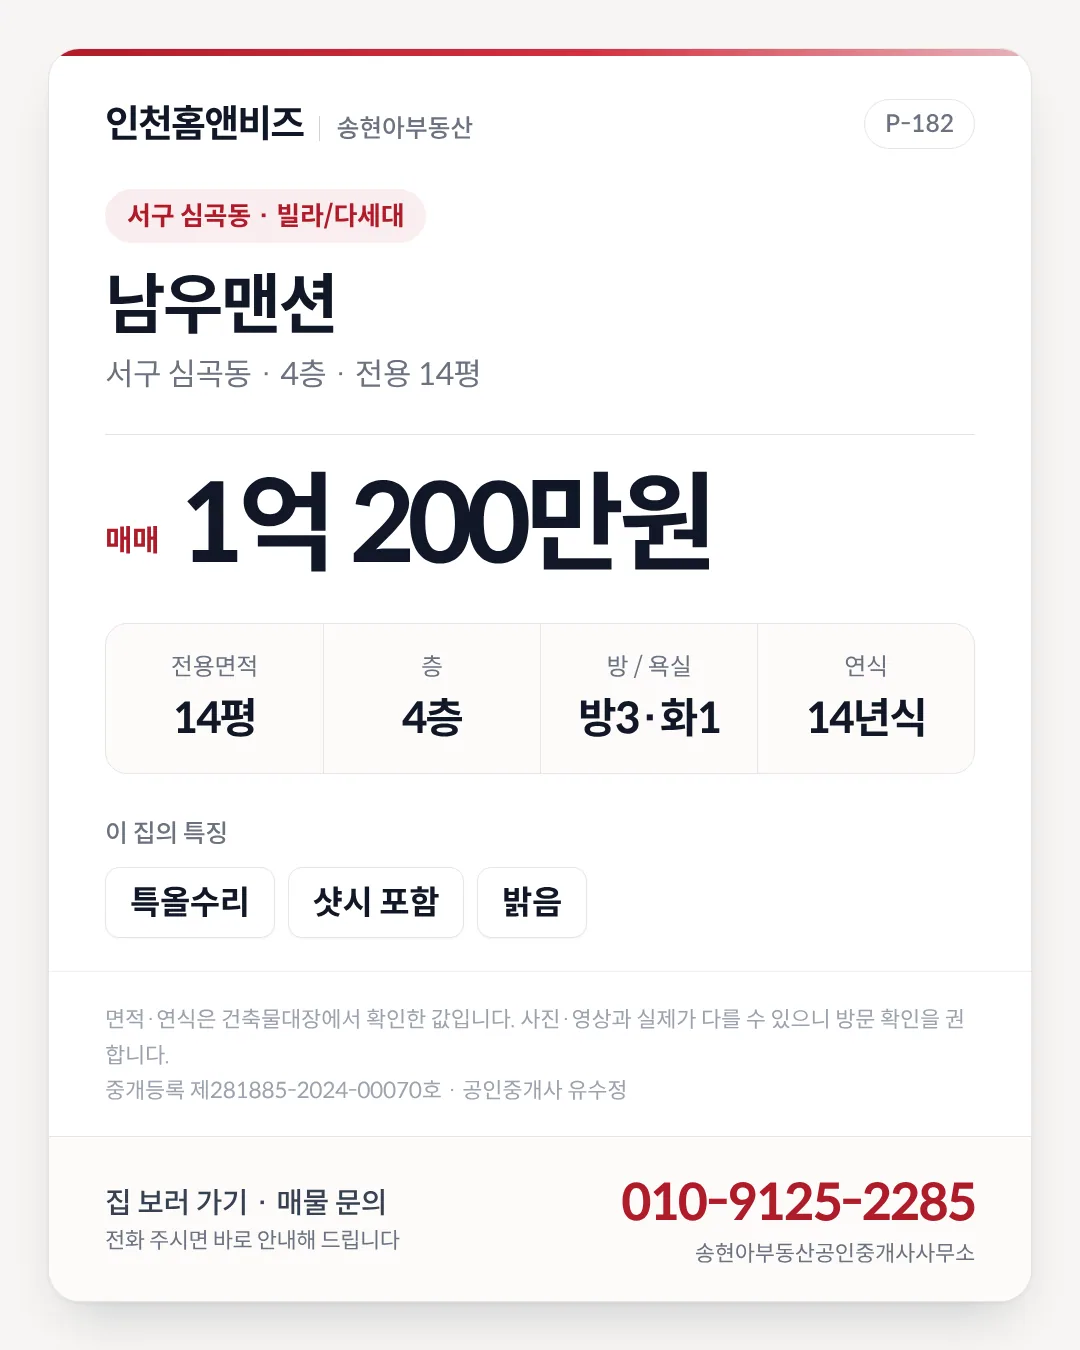 인천홈앤비즈 | 송현아부동산
P-182
서구 심곡동 · 빌라/다세대
남우맨션
서구 심곡동 · 4층 · 전용 14평
매매 1억 200만원
전용면적 층 방 / 욕실 연식
14평 4층 방3·화1 14년식
이 집의 특징
특올수리 샷시 포함 밝음
면적·연식은 건축물대장에서 확인한 값입니다. 사진·영상과 실제가 다를 수 있으니 방문 확인을 권
합니다.
중개등록 제281885-2024-00070호 · 공인중개사 유수정
집 보러 가기 · 매물 문의
전화 주시면 바로 안내해 드립니다
010-9125-2285
송현아부동산공인중개사사무소